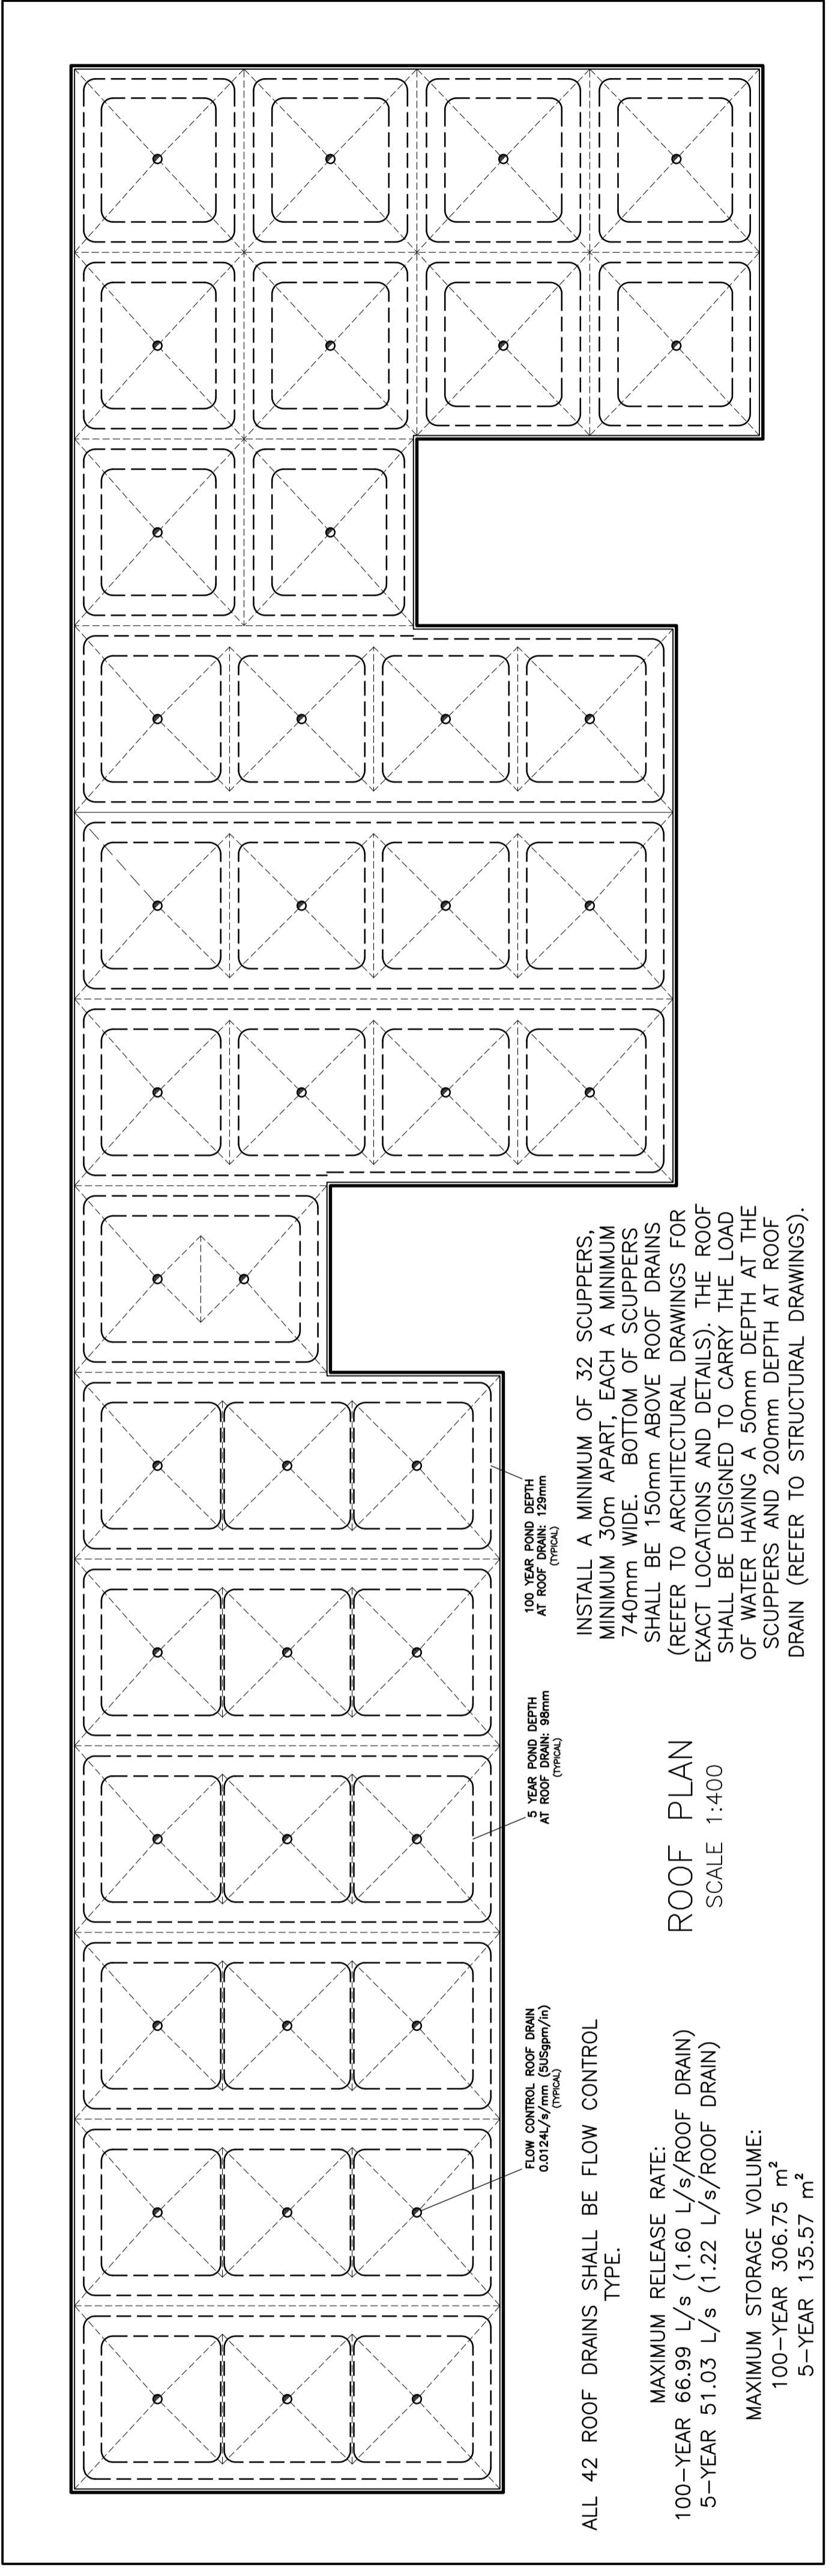 FLOW CONTROL ROOF DRAIN
0.0124L/s/mm (5USgpm/in)
(TYPICAL)
5 YEAR POND DEPTH
AT ROOF DRAIN: 98mm
(TYPICAL)
100 YEAR POND DEPTH
AT ROOF DRAIN: 129mm
(TYPICAL)
ALL 42 ROOF DRAINS SHALL BE FLOW CONTROL
TYPE.
MAXIMUM RELEASE RATE:
100-YEAR 66.99 L/s (1.60 L/s/ROOF DRAIN)
5-YEAR 51.03 L/s (1.22 L/s/ROOF DRAIN)
MAXIMUM STORAGE VOLUME:
100-YEAR 306.75 m²
5-YEAR 135.57 m²
ROOF PLAN
SCALE 1:400
INSTALL A MINIMUM OF 32 SCUPPERS,
MINIMUM 30m APART, EACH A MINIMUM
740mm WIDE. BOTTOM OF SCUPPERS
SHALL BE 150mm ABOVE ROOF DRAINS
(REFER TO ARCHITECTURAL DRAWINGS FOR
EXACT LOCATIONS AND DETAILS). THE ROOF
SHALL BE DESIGNED TO CARRY THE LOAD
OF WATER HAVING A 50mm DEPTH AT THE
SCUPPERS AND 200mm DEPTH AT ROOF
DRAIN (REFER TO STRUCTURAL DRAWINGS).